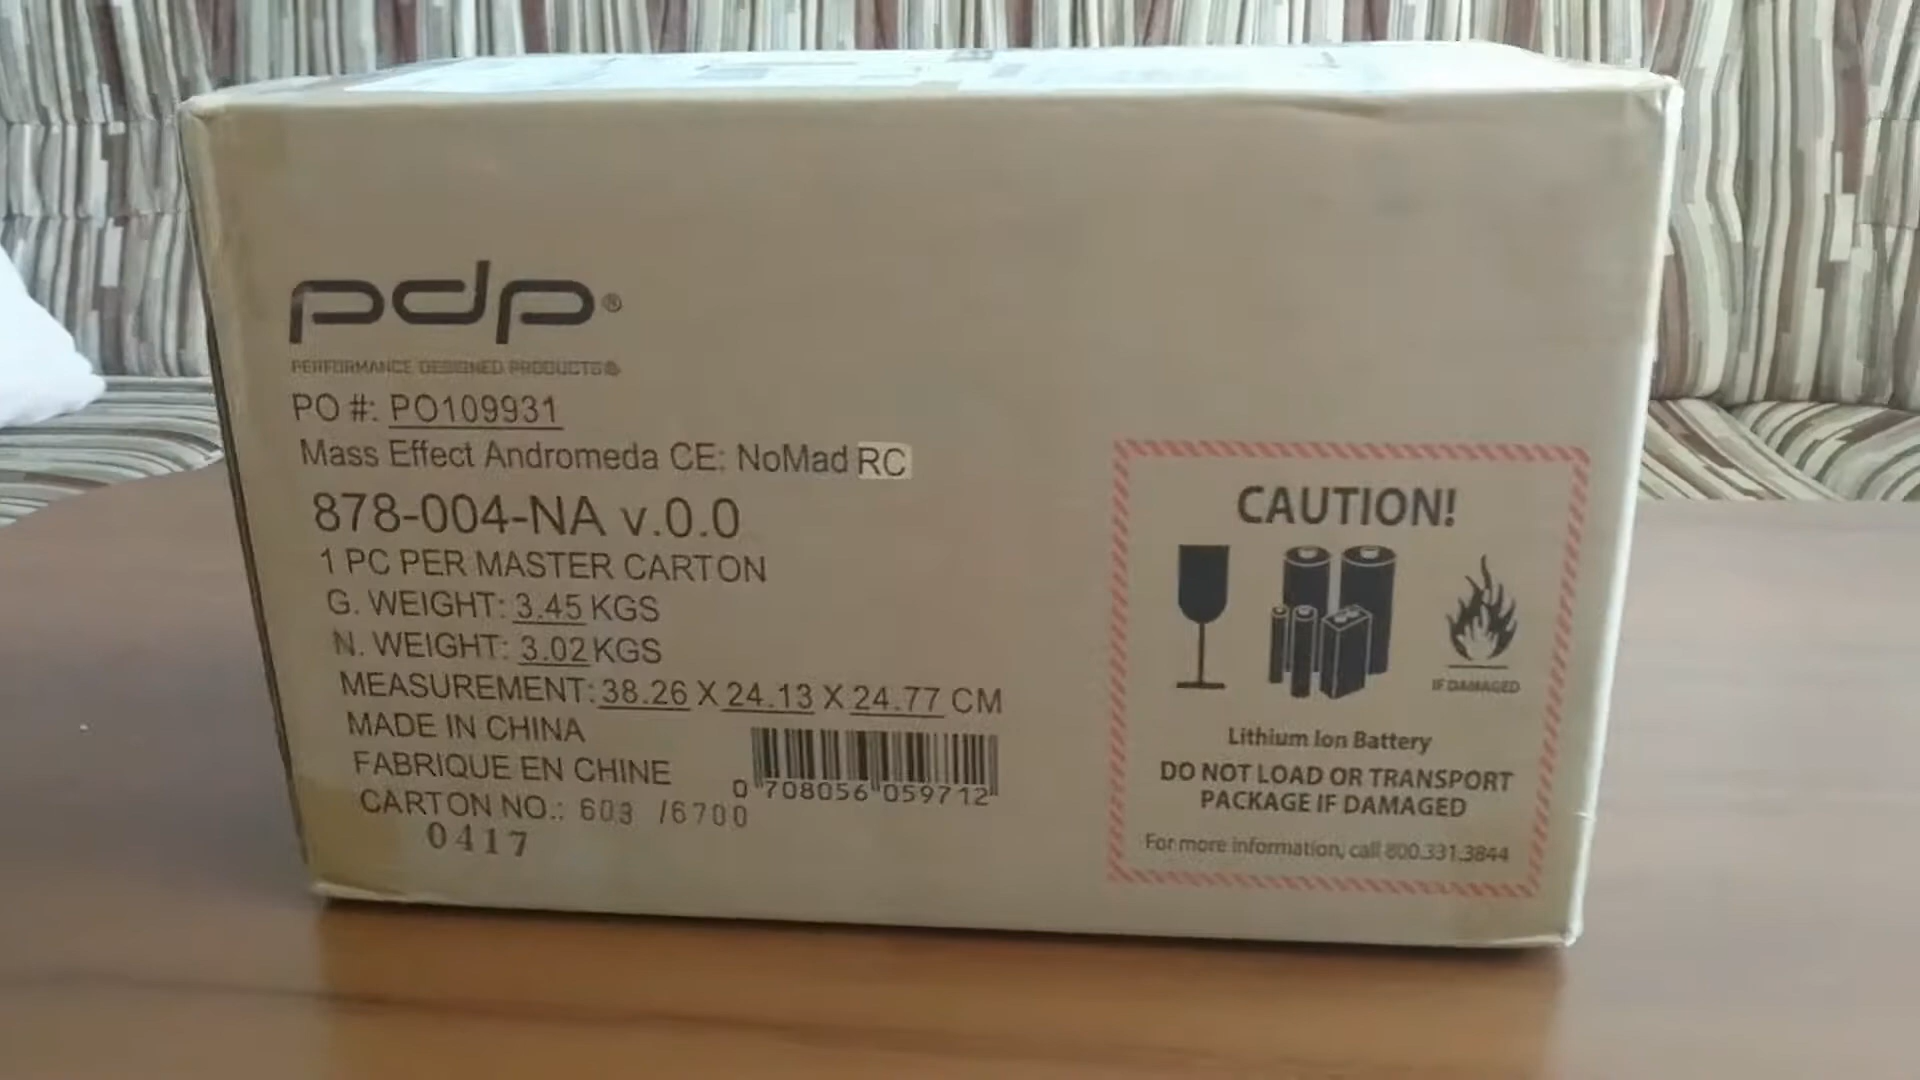 pdp®
PERFORMANCE DESIGNED PRODUCTS®
PO #: PO109931
Mass Effect Andromeda CE: NoMad RC
878-004-NA v.0.0
1 PC PER MASTER CARTON
G. WEIGHT: 3.45 KGS
N. WEIGHT: 3.02 KGS
MEASUREMENT: 38.26 X 24.13 X 24.77 CM
MADE IN CHINA
FABRIQUE EN CHINE
CARTON NO.: 603 /6700
0417
0 708056 059712
CAUTION!
IF DAMAGED
Lithium Ion Battery
DO NOT LOAD OR TRANSPORT
PACKAGE IF DAMAGED
For more information, call 800.331.3844